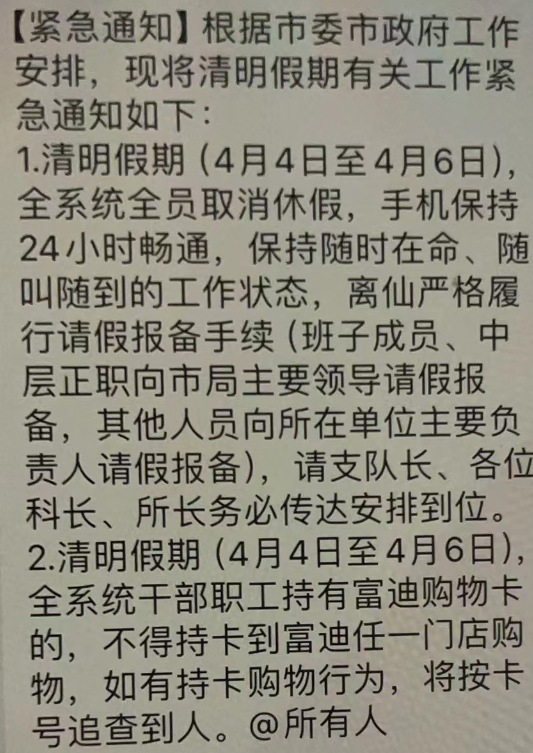 【紧急通知】根据市委市政府工作
安排，现将清明假期有关工作紧
急通知如下：
1.清明假期（4月4日至4月6日），
全系统全员取消休假，手机保持
24小时畅通，保持随时在命、随
叫随到的工作状态，离仙严格履
行请假报备手续（班子成员、中
层正职向市局主要领导请假报
备，其他人员向所在单位主要负
责人请假报备），请支队长、各位
科长、所长务必传达安排到位。
2.清明假期（4月4日至4月6日），
全系统干部职工持有富迪购物卡
的，不得持卡到富迪任一门店购
物，如有持卡购物行为，将按卡
号追查到人。@所有人